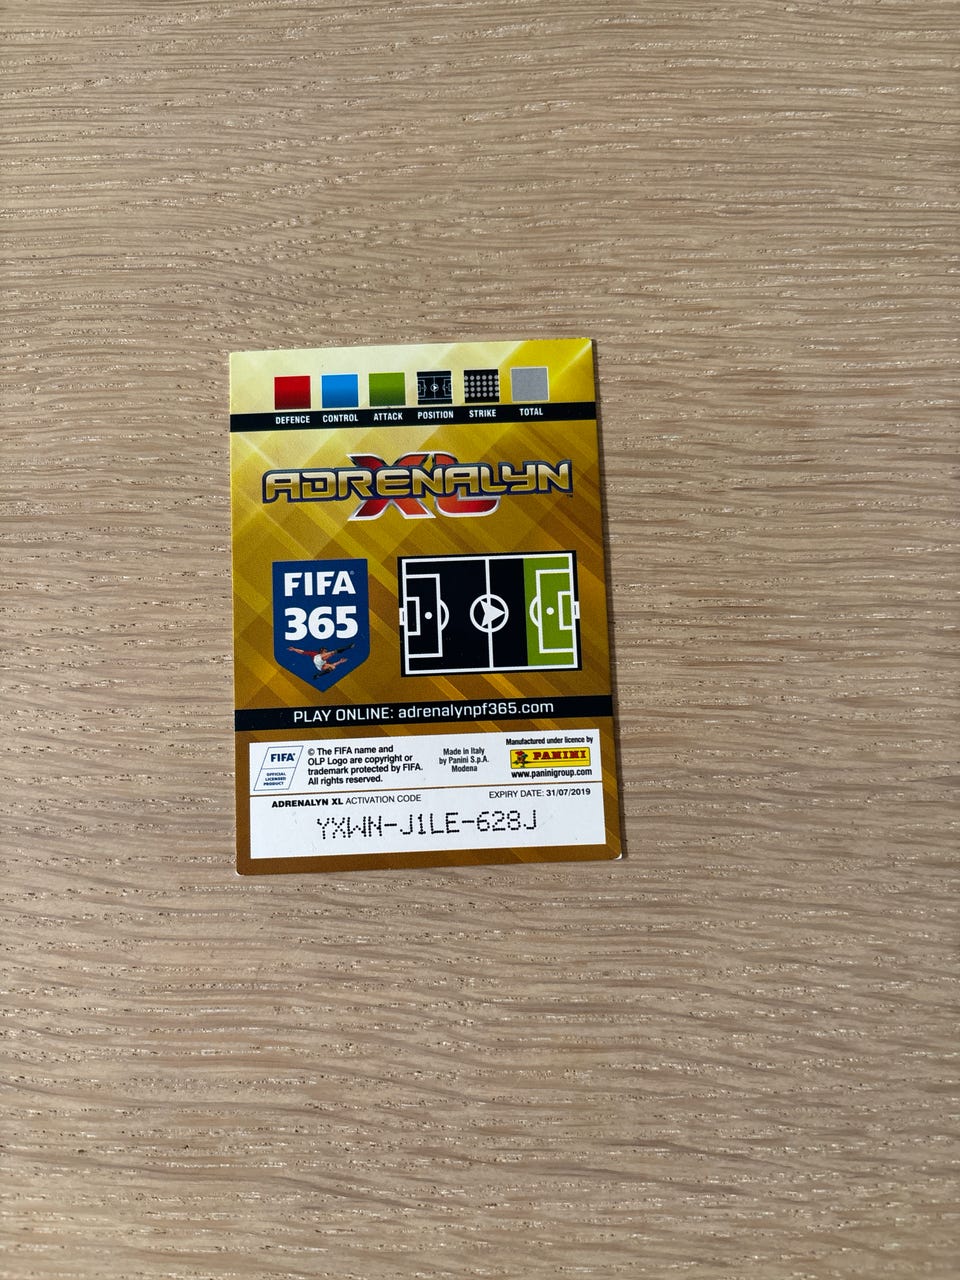 DEFENCE CONTROL ATTACK POSITION STRIKE TOTAL
ADRENALYN XL™
FIFA®
365
PLAY ONLINE: adrenalynpf365.com
FIFA®
OFFICIAL
LICENSED
PRODUCT
© The FIFA name and
OLP Logo are copyright or
trademark protected by FIFA.
All rights reserved.
Made in Italy
by Panini S.p.A.
Modena
Manufactured under licence by
PANINI
www.paninigroup.com
ADRENALYN XL ACTIVATION CODE
EXPIRY DATE: 31/07/2019
YXWN-J1LE-628J